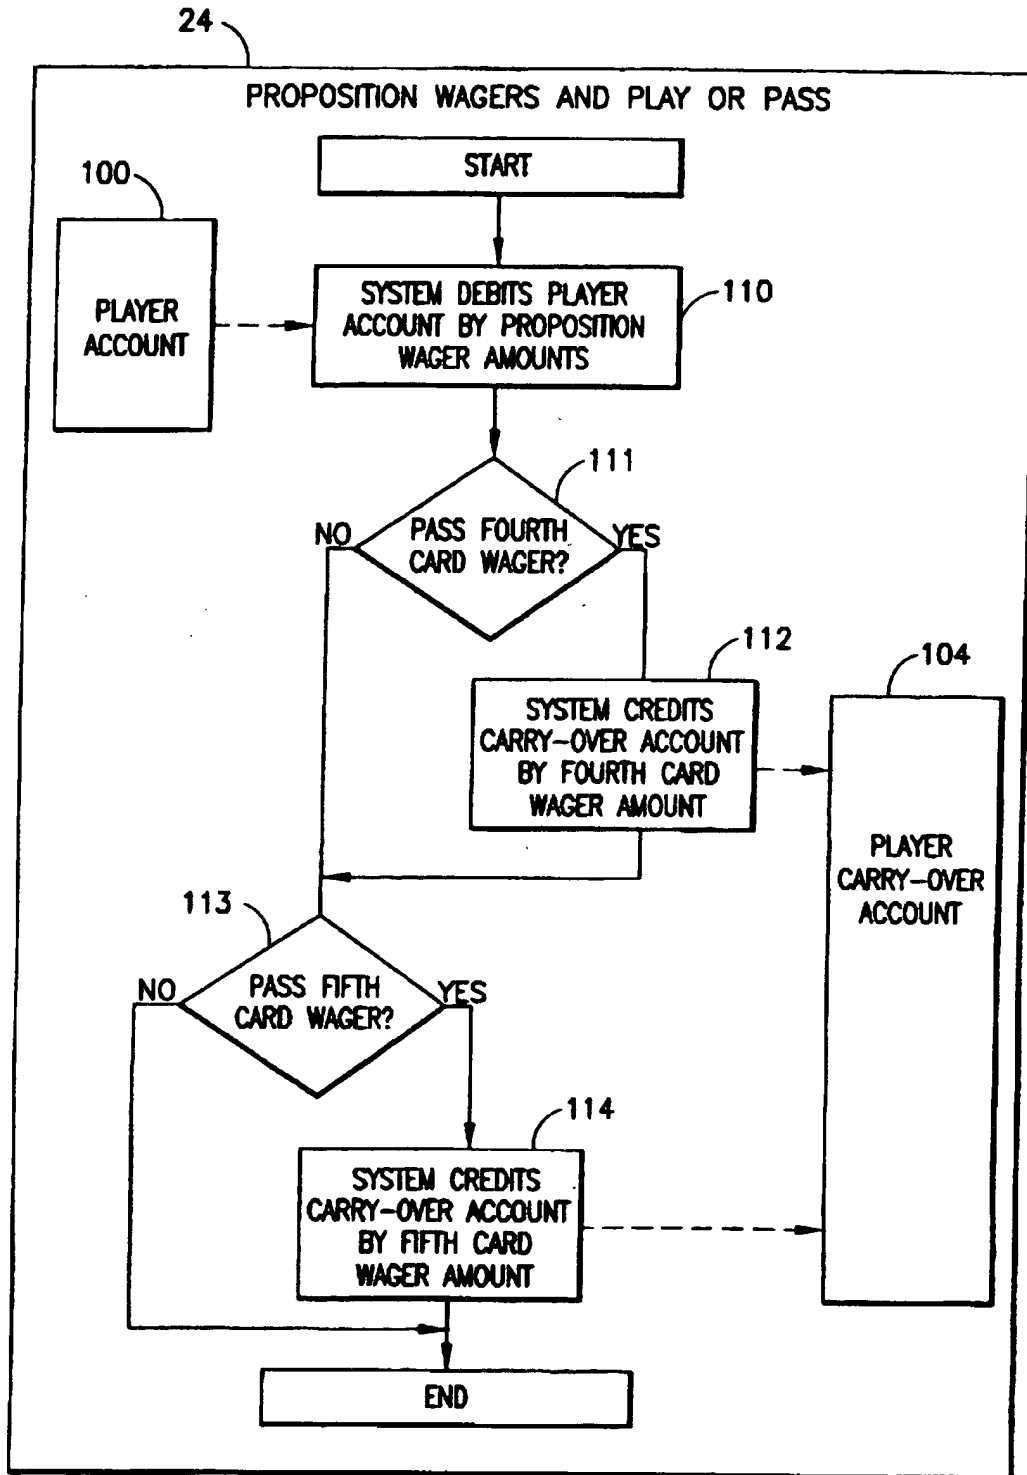 24
PROPOSITION WAGERS AND PLAY OR PASS
START
100
PLAYER
ACCOUNT
SYSTEM DEBITS PLAYER
ACCOUNT BY PROPOSITION
WAGER AMOUNTS
110
111
NO
PASS FOURTH
CARD WAGER?
YES
112
SYSTEM CREDITS
CARRY-OVER ACCOUNT
BY FOURTH CARD
WAGER AMOUNT
104
PLAYER
CARRY-OVER
ACCOUNT
113
NO
PASS FIFTH
CARD WAGER?
YES
114
SYSTEM CREDITS
CARRY-OVER ACCOUNT
BY FIFTH CARD
WAGER AMOUNT
END